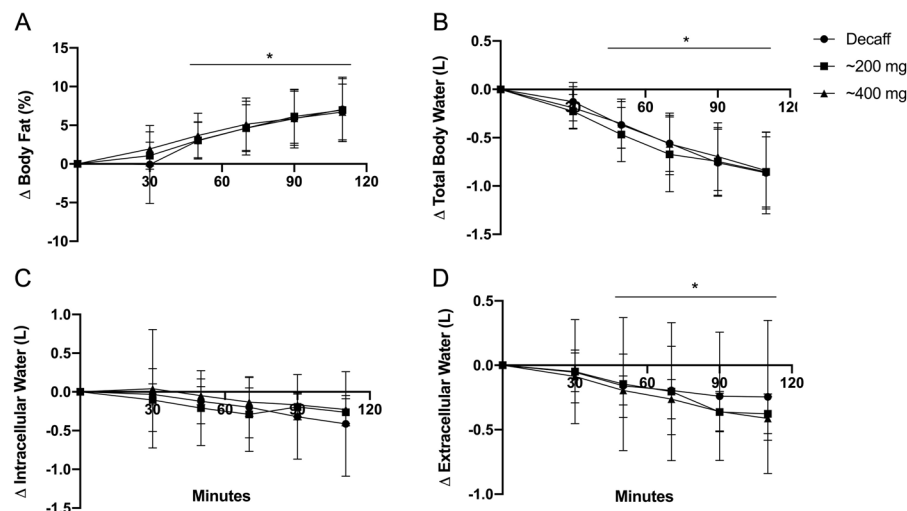 A
Δ Body Fat (%)
15
10
5
0
-5
-10
30
60
90
120
*
B
Δ Total Body Water (L)
0.0
-0.5
-1.0
-1.5
60
90
*
Decaff
~200 mg
~400 mg
C
Δ Intracellular Water (L)
1.0
0.5
0.0
-0.5
-1.0
-1.5
30
60
90
120
Minutes
D
Δ Extracellular Water (L)
0.5
0.0
-0.5
-1.0
30
60
90
120
*
Minutes